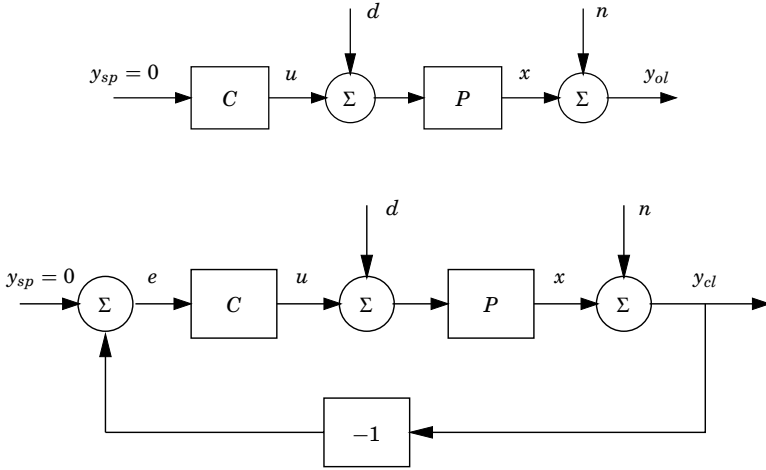 d
n
y_sp = 0
C
u
Σ
P
x
Σ
y_ol
d
n
y_sp = 0
Σ
e
C
u
Σ
P
x
Σ
y_cl
−1